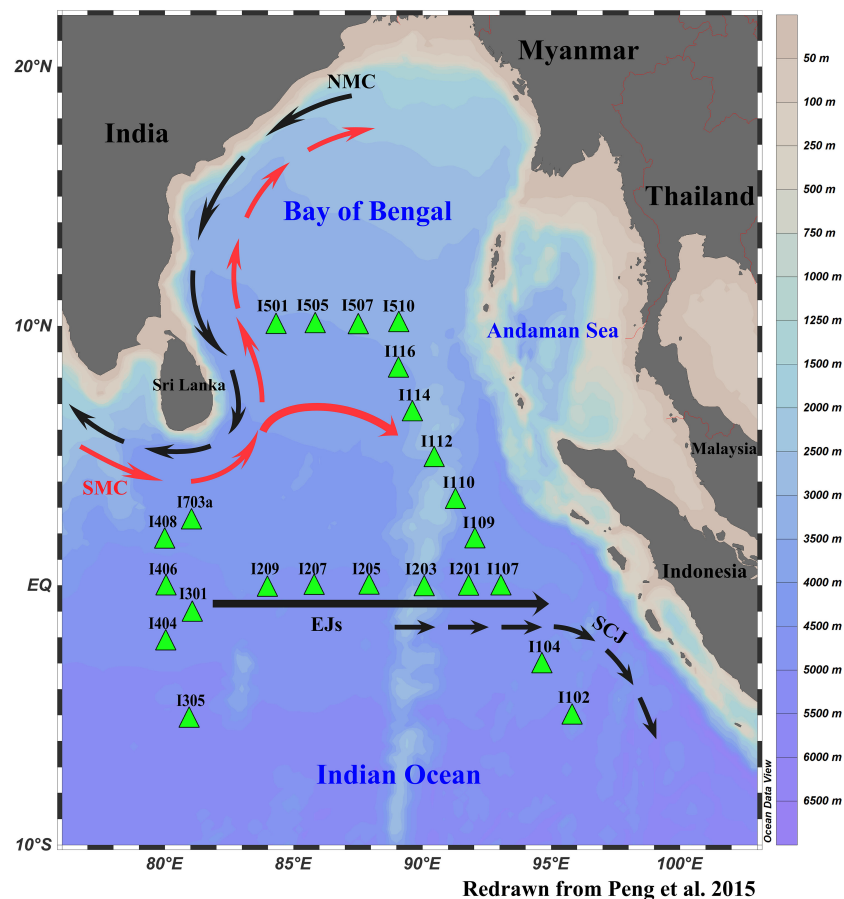 Myanmar
20°N
NMC
India
Thailand
Bay of Bengal
10°N
I501
I505
I507
I510
Andaman Sea
I116
Sri Lanka
I114
I112
Malaysia
SMC
I110
I703a
I408
I109
EQ
I406
I209
I207
I205
I203
I201
I107
Indonesia
I301
I404
EJs
SCJ
I104
I305
I102
Indian Ocean
10°S
80°E
85°E
90°E
95°E
100°E
50 m
100 m
250 m
500 m
750 m
1000 m
1250 m
1500 m
2000 m
2500 m
3000 m
3500 m
4000 m
4500 m
5000 m
5500 m
6000 m
6500 m
Ocean Data View
Redrawn from Peng et al. 2015